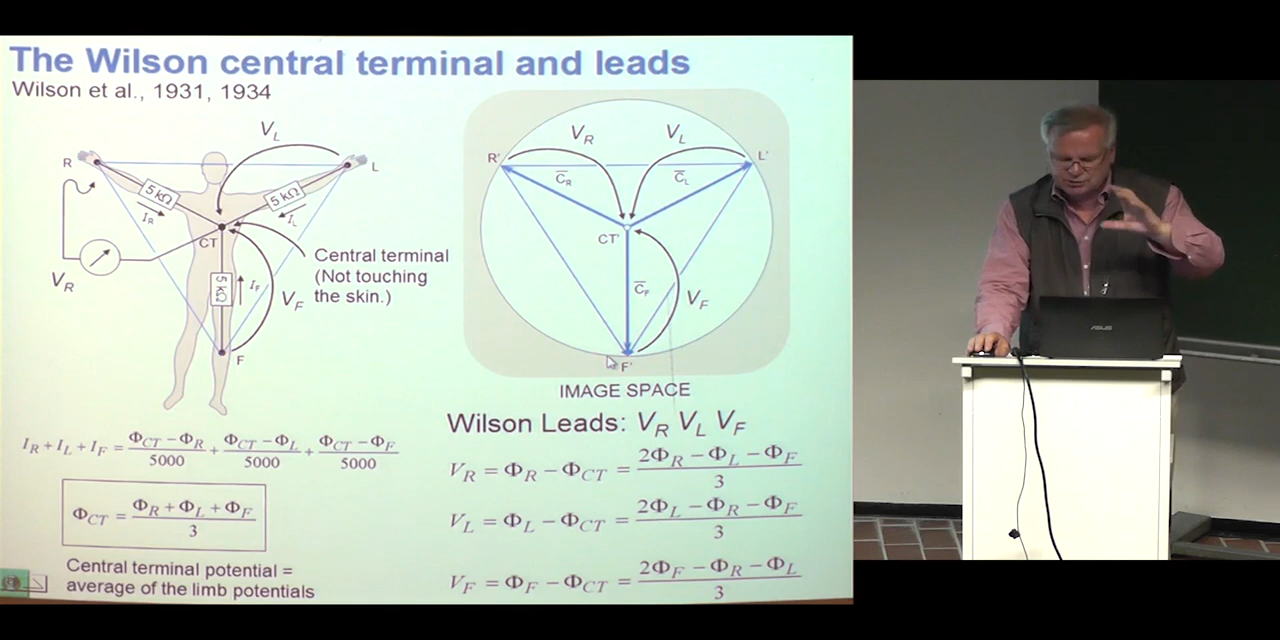 The Wilson central terminal and leads
Wilson et al., 1931, 1934
V_L
R
L
5 kΩ
5 kΩ
I_R
I_L
CT
V_R
5 kΩ
I_F
V_F
F
Central terminal
(Not touching
the skin.)
V_R
V_L
R'
L'
C̅_R
C̅_L
CT'
C̅_F
V_F
F'
IMAGE SPACE
I_R + I_L + I_F = (Φ_CT − Φ_R)/5000 + (Φ_CT − Φ_L)/5000 + (Φ_CT − Φ_F)/5000
Φ_CT = (Φ_R + Φ_L + Φ_F)/3
Central terminal potential =
average of the limb potentials
Wilson Leads: V_R V_L V_F
V_R = Φ_R − Φ_CT = (2Φ_R − Φ_L − Φ_F)/3
V_L = Φ_L − Φ_CT = (2Φ_L − Φ_R − Φ_F)/3
V_F = Φ_F − Φ_CT = (2Φ_F − Φ_R − Φ_L)/3
ASUS